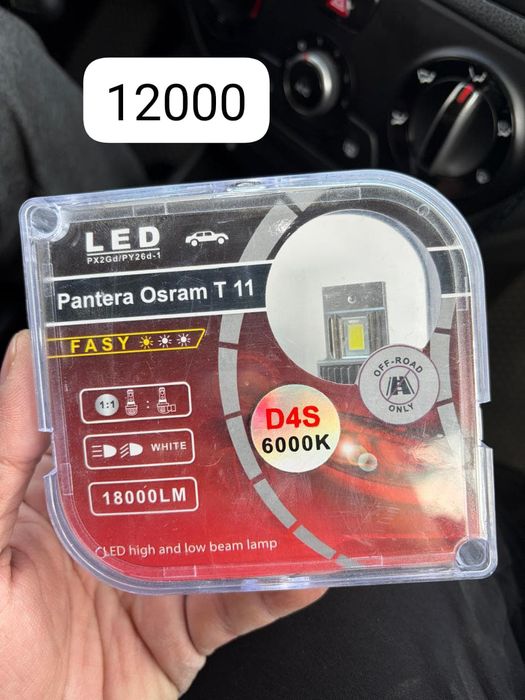 12000
LED
PX2Gd/PY26d-1
Pantera Osram T 11
FASY
OFF-ROAD
ONLY
1:1
:
D4S
6000K
WHITE
18000LM
LED high and low beam lamp